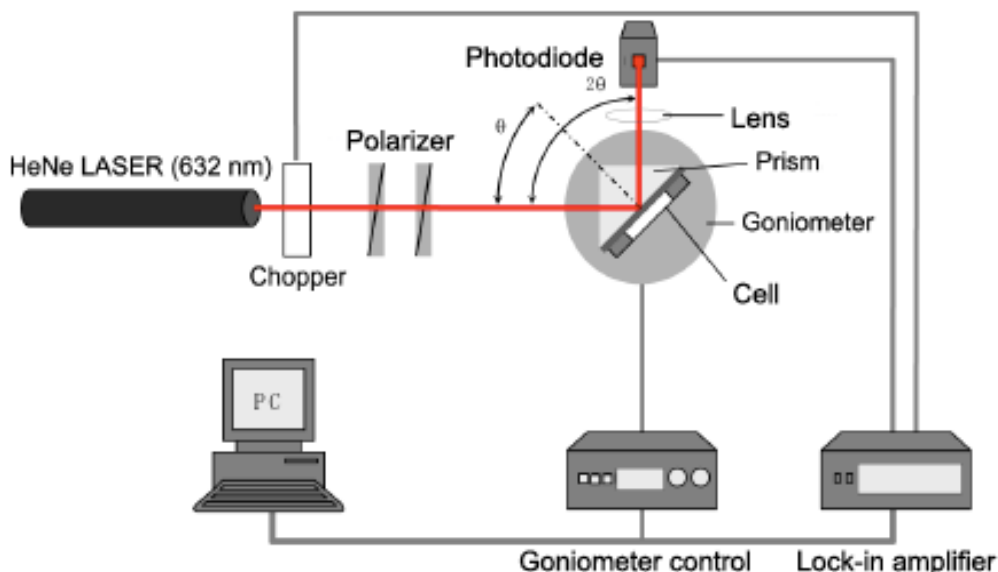 Photodiode
2θ
θ
Lens
Polarizer
Prism
HeNe LASER (632 nm)
Goniometer
Chopper
Cell
PC
Goniometer control
Lock-in amplifier